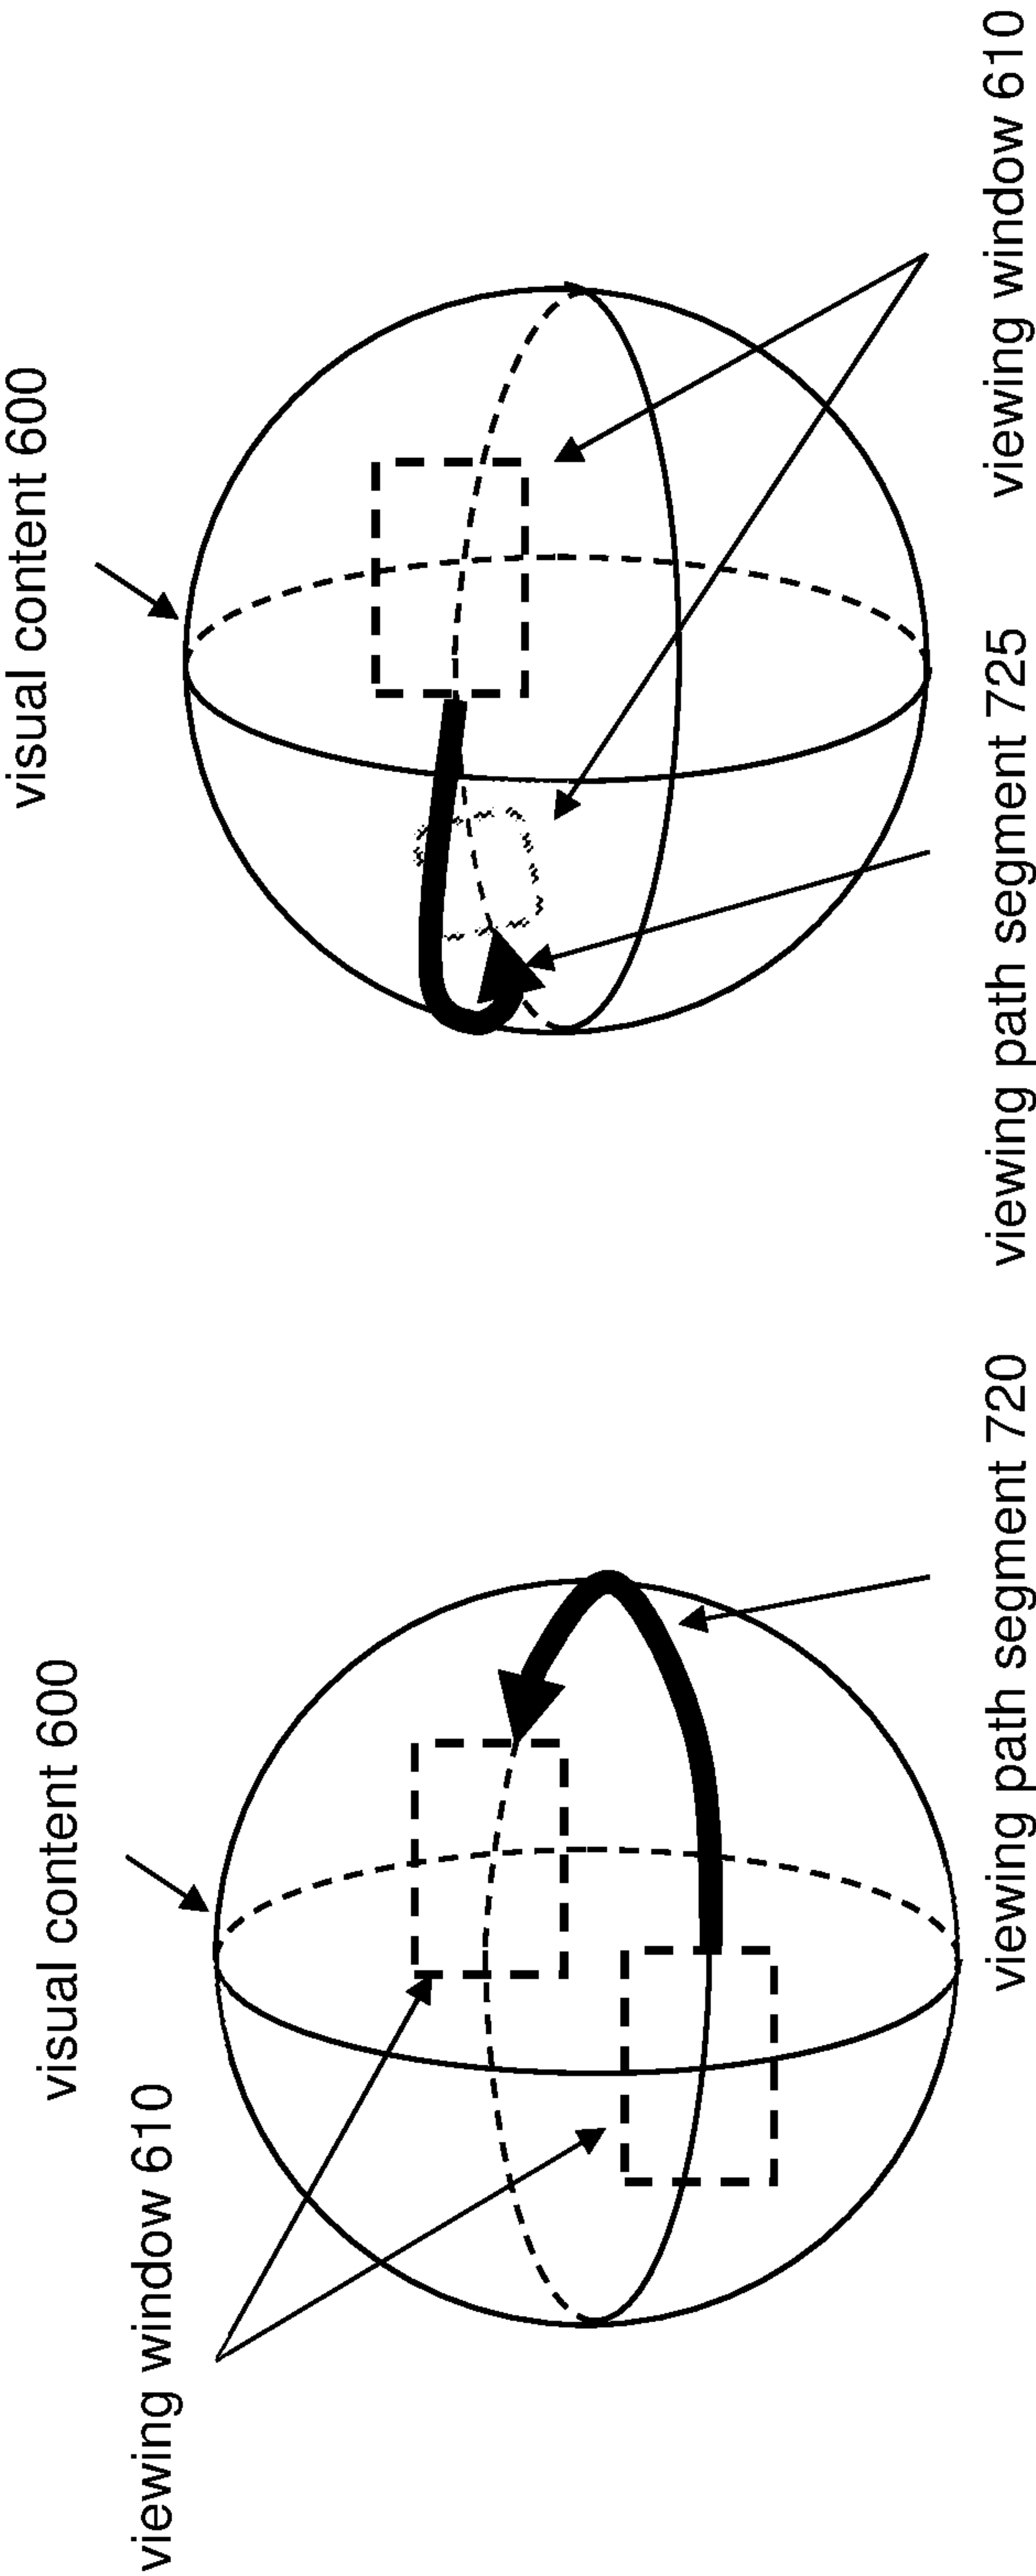 visual content 600
viewing window 610
viewing path segment 720
visual content 600
viewing path segment 725
viewing window 610